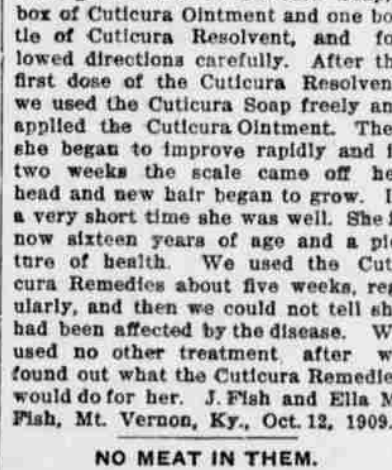 box of Cuticura Ointment and one bo
tle of Cuticura Resolvent, and fo
lowed directions carefully. After th
first dose of the Cuticura Resolven
we used the Cuticura Soap freely an
applied the Cuticura Ointment. The
she began to improve rapidly and i
two weeks the scale came off he
head and new hair began to grow. I
a very short time she was well. She i
now sixteen years of age and a pic
ture of health. We used the Cut
cura Remedies about five weeks, reg
ularly, and then we could not tell sh
had been affected by the disease. W
used no other treatment after w
found out what the Cuticura Remedie
would do for her. J. Fish and Ella M
Fish, Mt. Vernon, Ky., Oct. 12, 1909.
NO MEAT IN THEM.